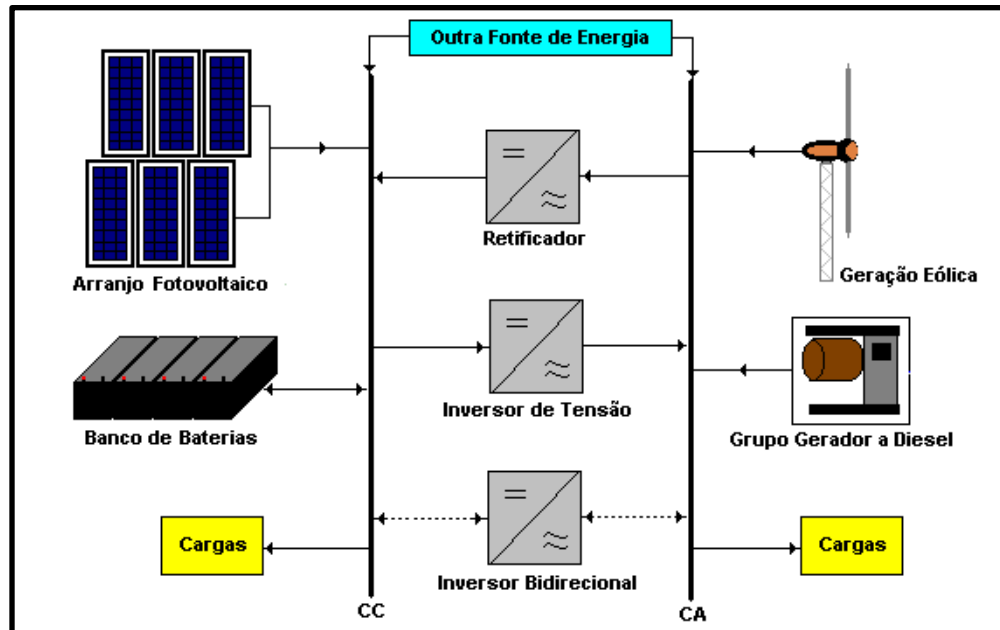 Outra Fonte de Energia
Retificador
Arranjo Fotovoltaico
Geração Eólica
Inversor de Tensão
Banco de Baterias
Grupo Gerador a Diesel
Cargas
Cargas
Inversor Bidirecional
CC
CA